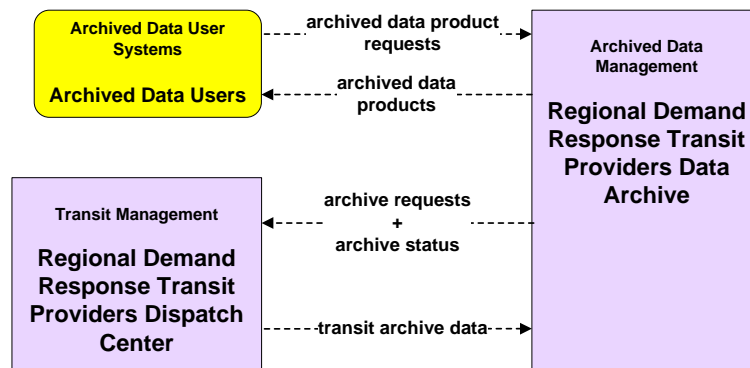 Archived Data User
Systems
Archived Data Users
archived data product
requests
archived data
products
Archived Data
Management
Regional Demand
Response Transit
Providers Data
Archive
Transit Management
Regional Demand
Response Transit
Providers Dispatch
Center
archive requests
+
archive status
transit archive data